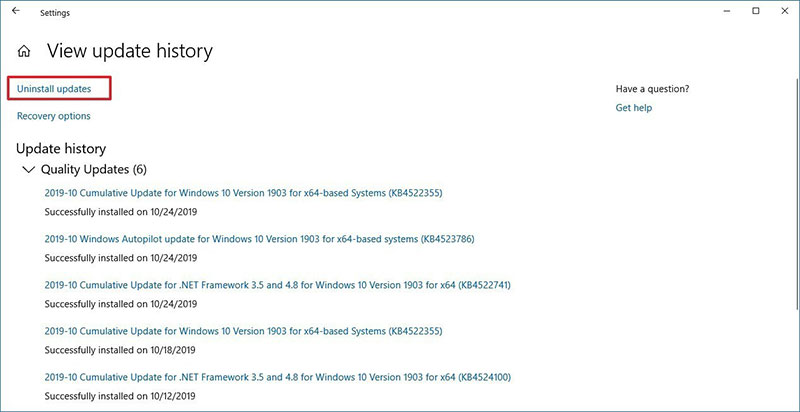 Settings
View update history
Uninstall updates
Have a question?
Get help
Recovery options
Update history
Quality Updates (6)
2019-10 Cumulative Update for Windows 10 Version 1903 for x64-based Systems (KB4522355)
Successfully installed on 10/24/2019
2019-10 Windows Autopilot update for Windows 10 Version 1903 for x64-based systems (KB4523786)
Successfully installed on 10/24/2019
2019-10 Cumulative Update for .NET Framework 3.5 and 4.8 for Windows 10 Version 1903 for x64 (KB4522741)
Successfully installed on 10/24/2019
2019-10 Cumulative Update for Windows 10 Version 1903 for x64-based Systems (KB4522355)
Successfully installed on 10/18/2019
2019-10 Cumulative Update for .NET Framework 3.5 and 4.8 for Windows 10 Version 1903 for x64 (KB4524100)
Successfully installed on 10/12/2019